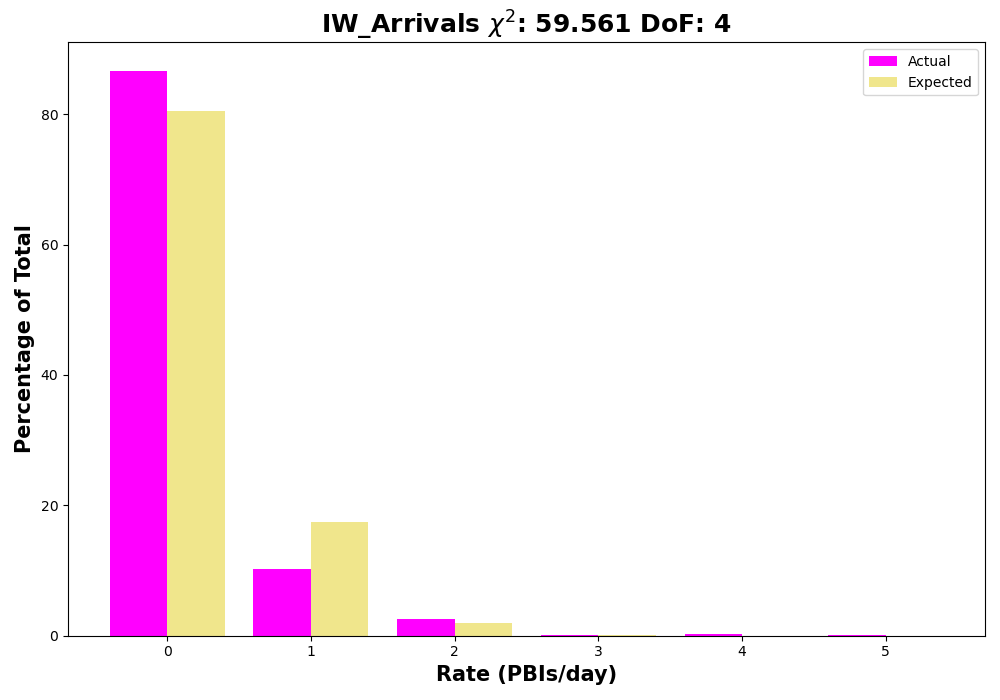 IW_Arrivals χ²: 59.561 DoF: 4
Actual
Expected
Percentage of Total
80
60
40
20
0
0 1 2 3 4 5
Rate (PBIs/day)